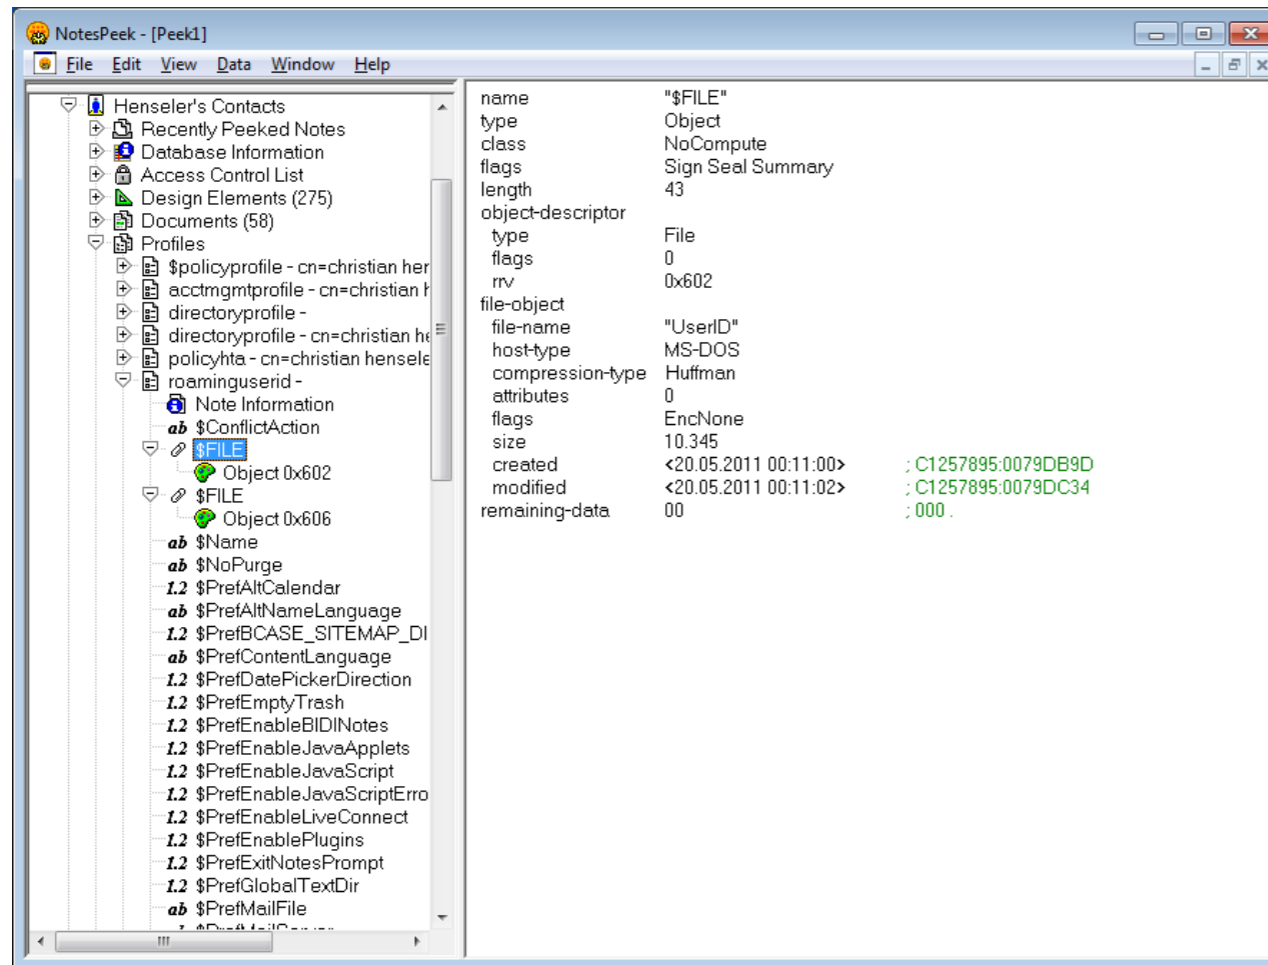 NotesPeek - [Peek1]
File Edit View Data Window Help
Henseler's Contacts
Recently Peeked Notes
Database Information
Access Control List
Design Elements (275)
Documents (58)
Profiles
$policyprofile - cn=christian her
acctmgmtprofile - cn=christian h
directoryprofile -
directoryprofile - cn=christian he
policyhta - cn=christian hensele
roaminguserid -
Note Information
ab $ConflictAction
$FILE
Object 0x602
$FILE
Object 0x606
ab $Name
ab $NoPurge
1.2 $PrefAltCalendar
ab $PrefAltNameLanguage
1.2 $PrefBCASE_SITEMAP_DI
ab $PrefContentLanguage
1.2 $PrefDatePickerDirection
1.2 $PrefEmptyTrash
1.2 $PrefEnableBIDINotes
1.2 $PrefEnableJavaApplets
1.2 $PrefEnableJavaScript
1.2 $PrefEnableJavaScriptErro
1.2 $PrefEnableLiveConnect
1.2 $PrefEnablePlugins
1.2 $PrefExitNotesPrompt
1.2 $PrefGlobalTextDir
ab $PrefMailFile
name "$FILE"
type Object
class NoCompute
flags Sign Seal Summary
length 43
object-descriptor
type File
flags 0
rrv 0x602
file-object
file-name "UserID"
host-type MS-DOS
compression-type Huffman
attributes 0
flags EncNone
size 10.345
created <20.05.2011 00:11:00> ; C1257895:0079DB9D
modified <20.05.2011 00:11:02> ; C1257895:0079DC34
remaining-data 00 ; 000 .